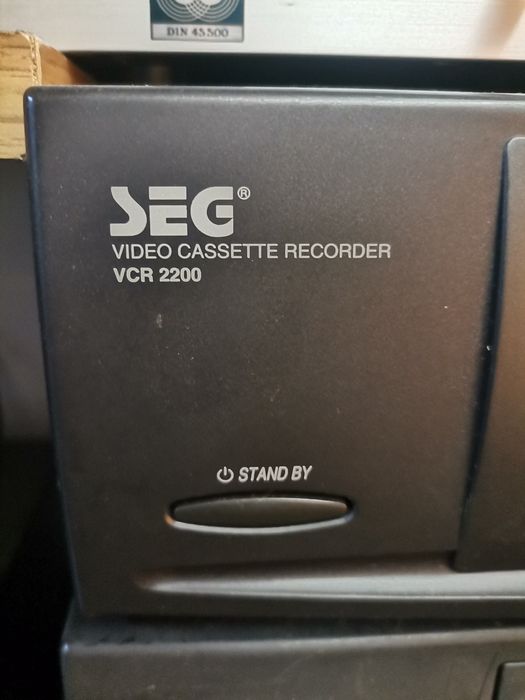 DIN 45500
SEG®
VIDEO CASSETTE RECORDER
VCR 2200
⏻ STAND BY